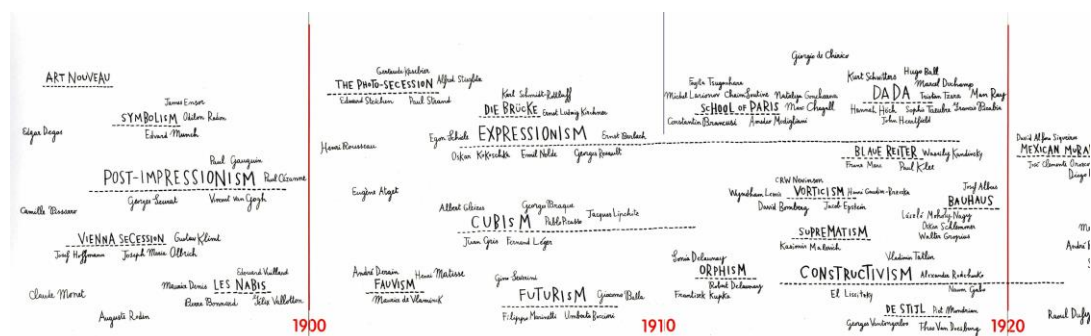 ART NOUVEAU
James Ensor
SYMBOLISM Odilon Redon
Edvard Munch
Edgar Degas
Paul Gauguin
POST-IMPRESSIONISM Paul Cézanne
Georges Seurat Vincent van Gogh
Camille Pissarro
VIENNA SECESSION Gustav Klimt
Josef Hoffmann Joseph Maria Olbrich
Edouard Vuillard
Maurice Denis LES NABIS
Pierre Bonnard Félix Vallotton
Claude Monet
Auguste Rodin
1900
Gertrude Käsebier
THE PHOTO-SECESSION Alfred Stieglitz
Edward Steichen Paul Strand
Henri Rousseau
Karl Schmidt-Rottluff
DIE BRÜCKE Ernst Ludwig Kirchner
Egon Schiele EXPRESSIONISM Ernst Barlach
Oskar Kokoschka Emil Nolde Georges Rouault
Eugène Atget
Albert Gleizes Georges Braque
CUBISM Pablo Picasso Jacques Lipchitz
Juan Gris Fernand Léger
André Derain Henri Matisse
FAUVISM
Maurice de Vlaminck
Gino Severini
FUTURISM Giacomo Balla
Filippo Marinetti Umberto Boccioni
1910
Giorgio de Chirico
Michel Larionov Chaim Soutine Nataliya Goncharova
SCHOOL OF PARIS Marc Chagall
Constantin Brancusi Amedeo Modigliani
Kurt Schwitters Hugo Ball
Marcel Duchamp
DADA Tristan Tzara Man Ray
Hannah Höch Sophie Taeuber Francis Picabia
John Heartfield
BLAUE REITER Wassily Kandinsky
Franz Marc Paul Klee
CRW Nevinson
Wyndham Lewis VORTICISM Henri Gaudier-Brzeska
David Bomberg Jacob Epstein
Josef Albers
BAUHAUS
László Moholy-Nagy
Oskar Schlemmer
Walter Gropius
SUPREMATISM
Kasimir Malevich
Sonia Delaunay
ORPHISM
Robert Delaunay
Frantisek Kupka
Vladimir Tatlin
CONSTRUCTIVISM Alexandra Rodchenko
El Lissitsky Naum Gabo
DE STIJL Piet Mondrian
Georges Vantongerloo Theo Van Doesburg
1920
David Alfaro Siqueiros
MEXICAN MURA
José Clemente Orozco
Diego
Raoul Dufy